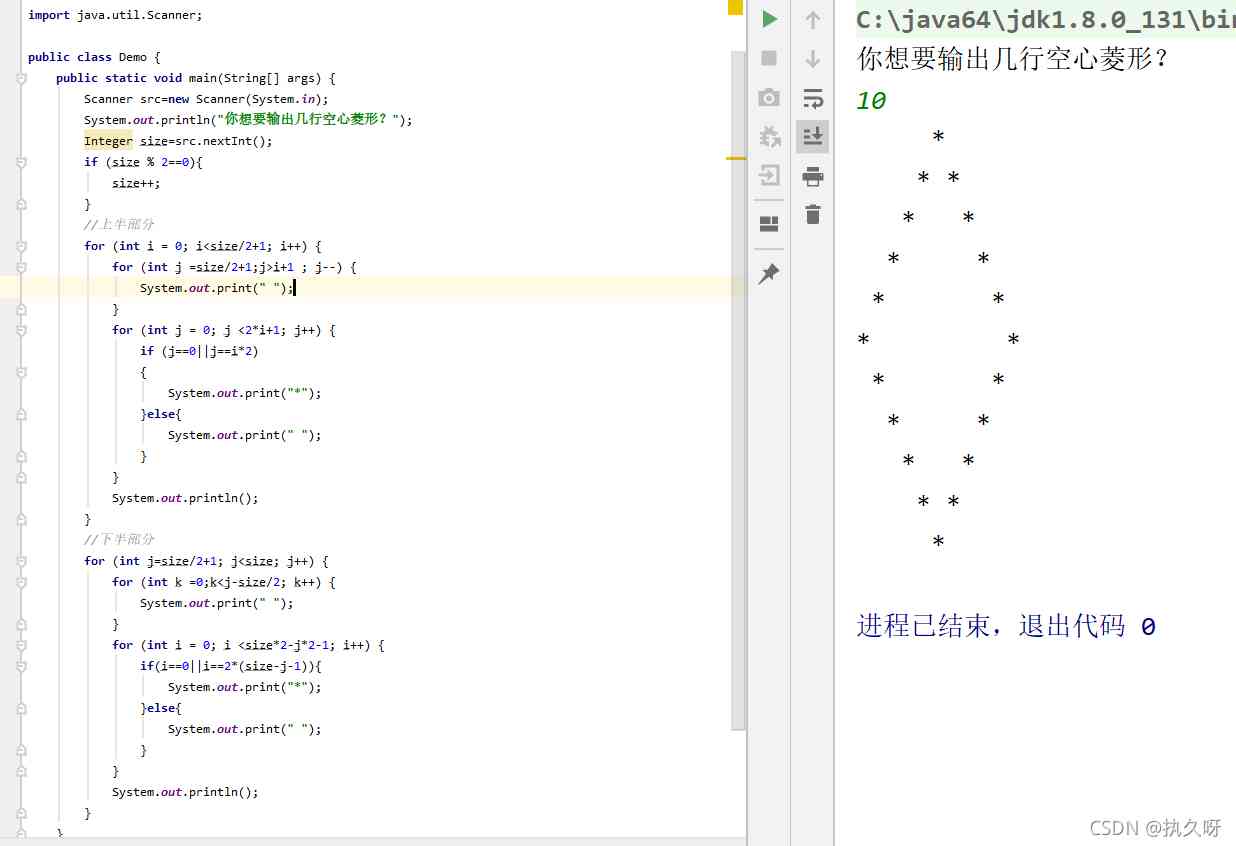 import java.util.Scanner;
public class Demo {
public static void main(String[] args) {
Scanner src=new Scanner(System.in);
System.out.println("你想要输出几行空心菱形？");
Integer size=src.nextInt();
if (size % 2==0){
size++;
}
//上半部分
for (int i = 0; i<size/2+1; i++) {
for (int j =size/2+1;j>i+1 ; j--) {
System.out.print(" ");
}
for (int j = 0; j <2*i+1; j++) {
if (j==0||j==i*2)
{
System.out.print("*");
}else{
System.out.print(" ");
}
}
System.out.println();
}
//下半部分
for (int j=size/2+1; j<size; j++) {
for (int k =0;k<j-size/2; k++) {
System.out.print(" ");
}
for (int i = 0; i <size*2-j*2-1; i++) {
if(i==0||i==2*(size-j-1)){
System.out.print("*");
}else{
System.out.print(" ");
}
}
System.out.println();
}
}
C:\java64\jdk1.8.0_131\bin
你想要输出几行空心菱形？
10
     *
    * *
   *   *
  *     *
 *       *
*         *
 *       *
  *     *
   *   *
    * *
     *
进程已结束，退出代码 0
CSDN @执久呀